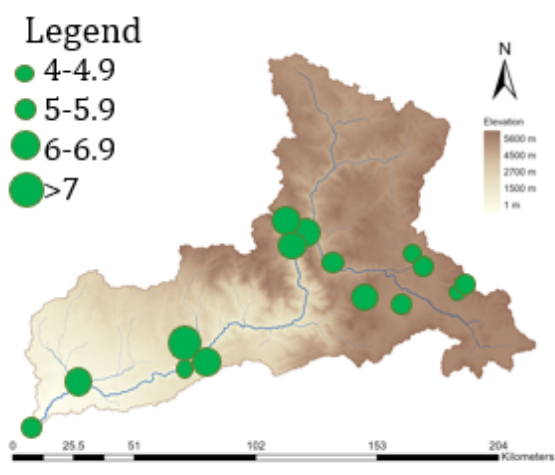 Legend
4-4.9
5-5.9
6-6.9
>7
N
Elevation
5600 m
4500 m
2700 m
1500 m
1 m
0 25.5 51 102 153 204
Kilometers